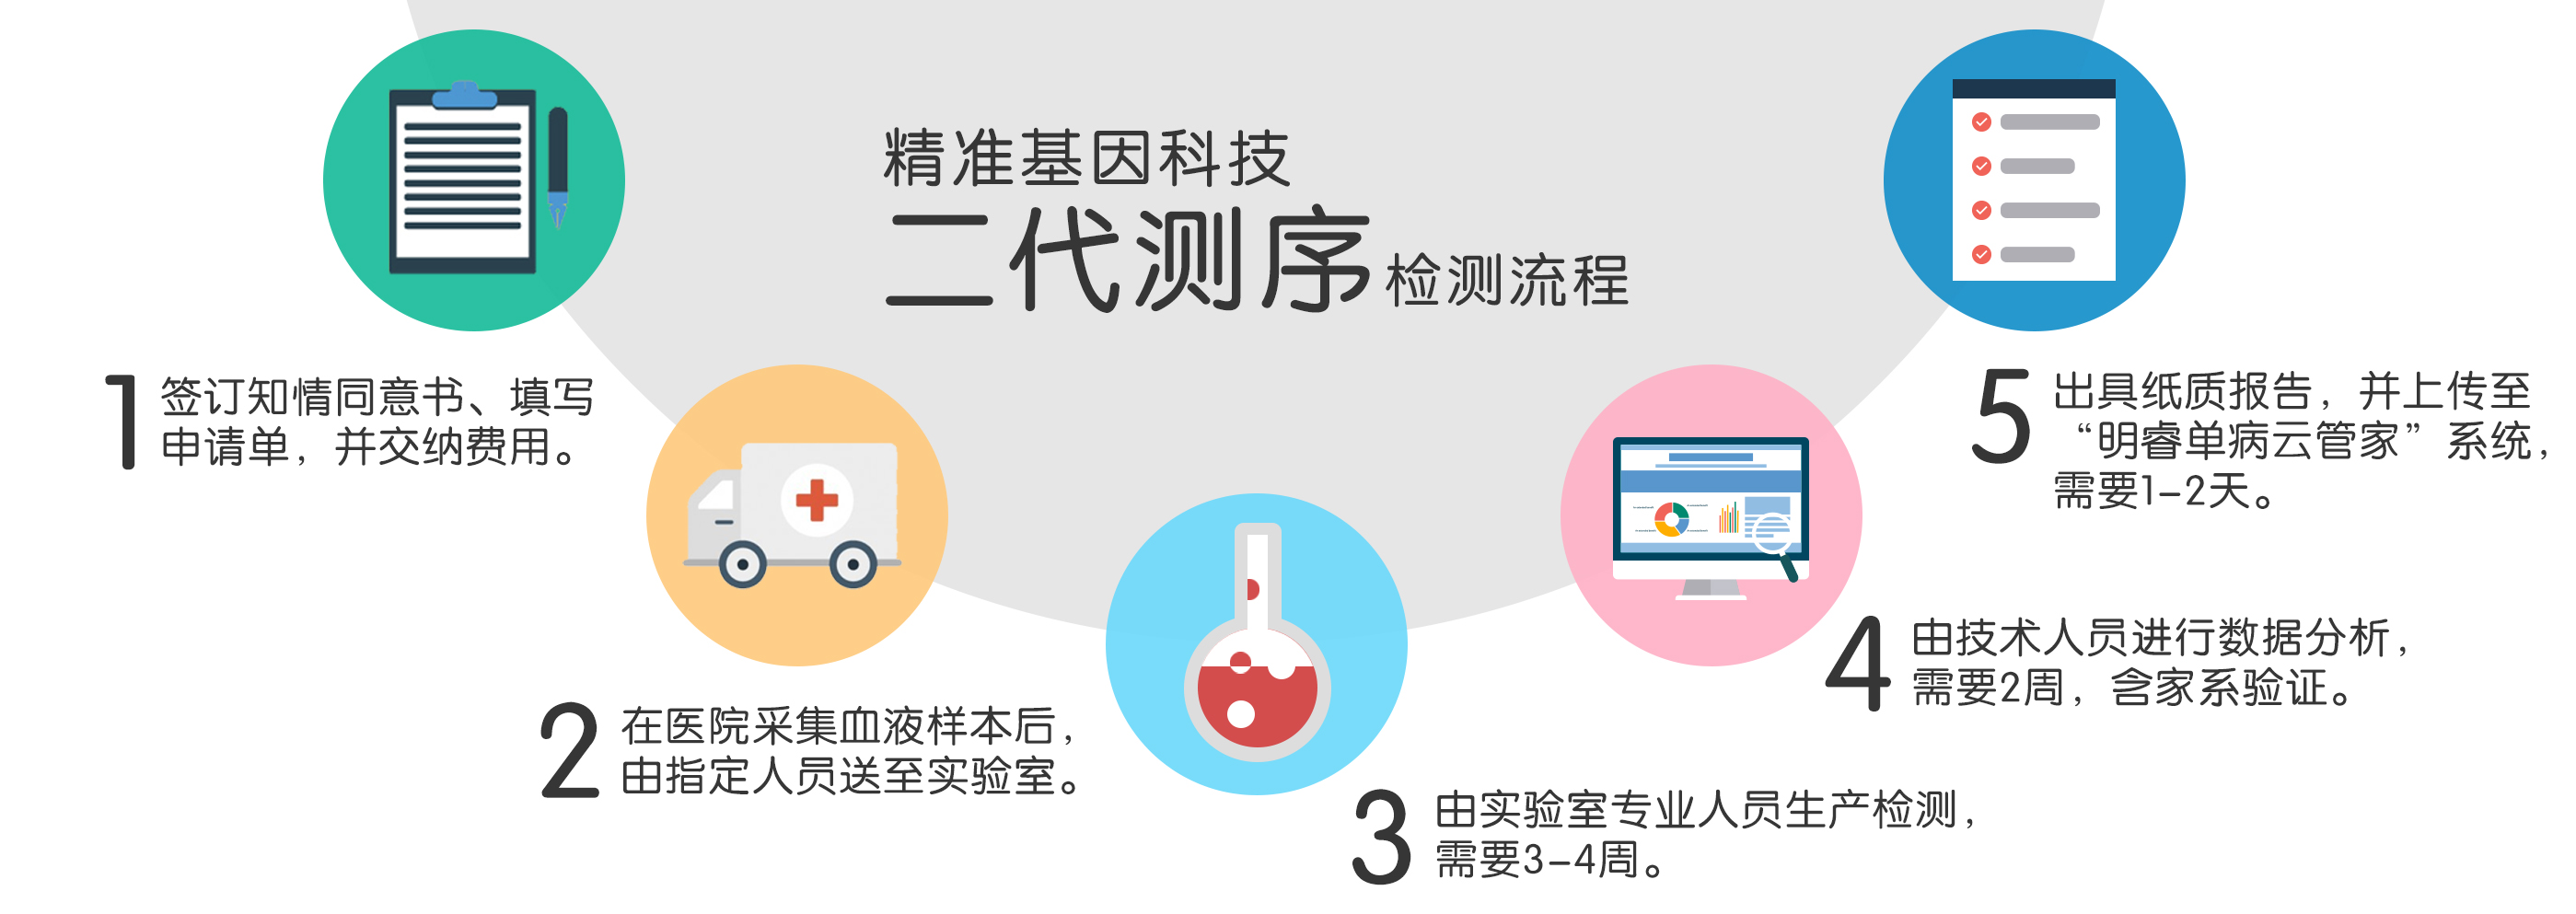 精准基因科技
二代测序检测流程
1 签订知情同意书、填写
申请单，并交纳费用。
2 在医院采集血液样本后，
由指定人员送至实验室。
3 由实验室专业人员生产检测，
需要3-4周。
4 由技术人员进行数据分析，
需要2周，含家系验证。
5 出具纸质报告，并上传至
“明睿单病云管家”系统，
需要1-2天。